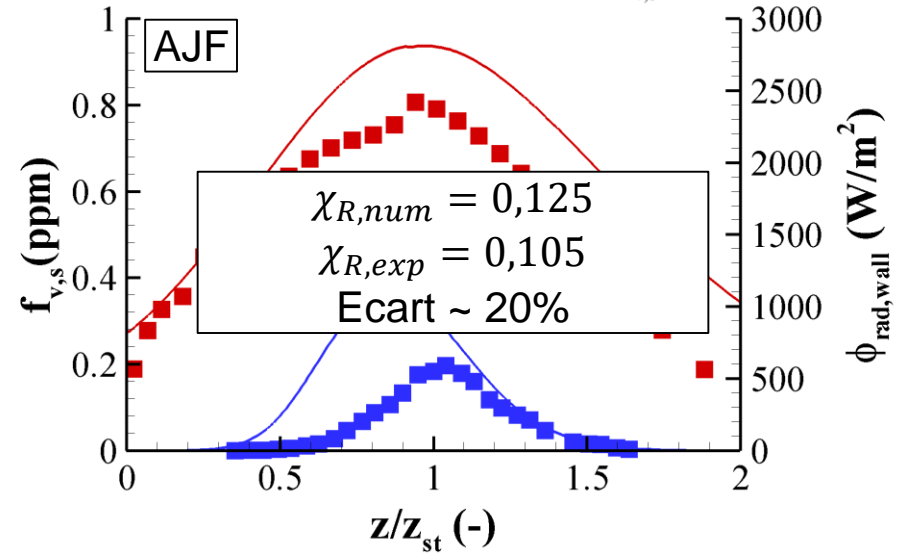 AJF
1
0.8
0.6
0.4
0.2
0
f_v,s(ppm)
3000
2500
2000
1500
1000
500
0
ϕ_rad,wall (W/m²)
χ_R,num = 0,125
χ_R,exp = 0,105
Ecart ~ 20%
0 0.5 1 1.5 2
z/z_st (-)